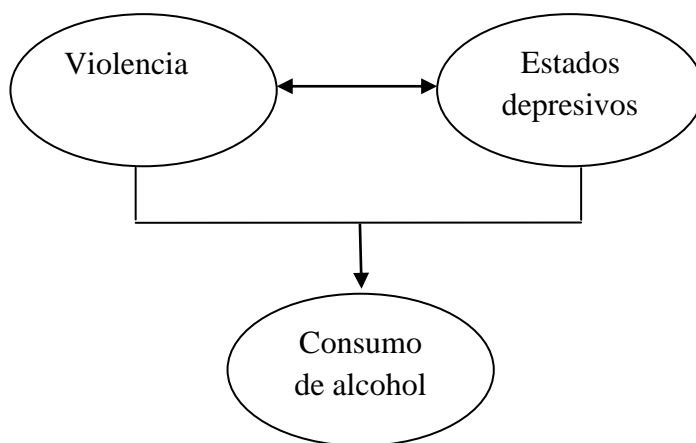 Violencia
Estados
depresivos
Consumo
de alcohol